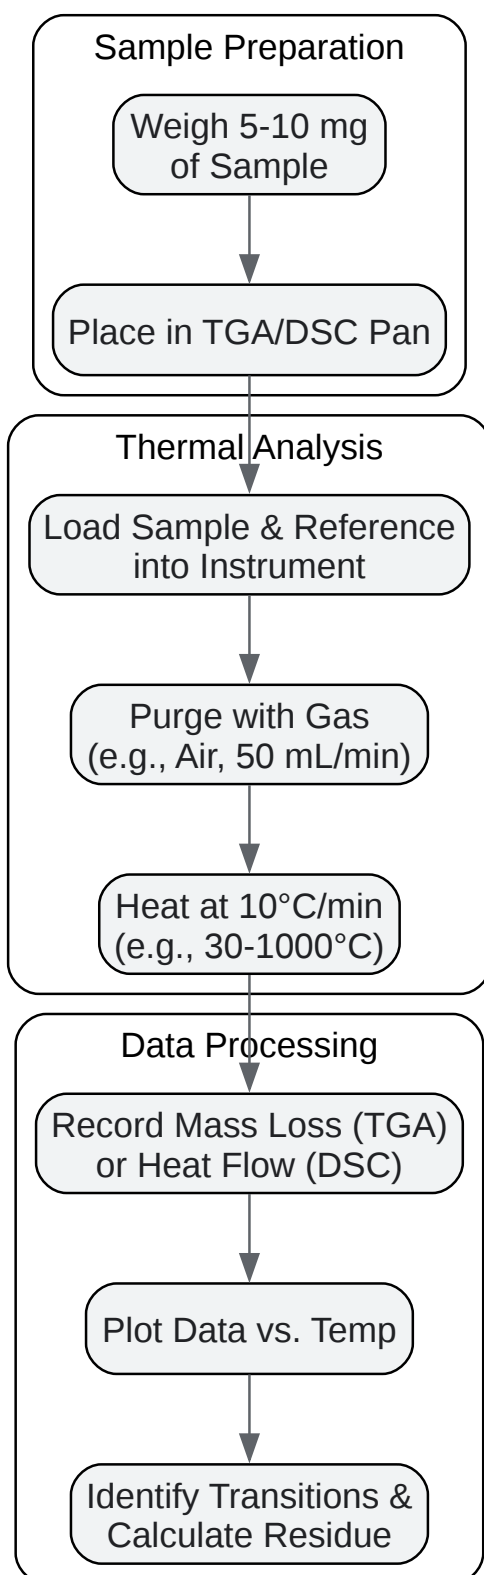 Sample Preparation
Weigh 5-10 mg
of Sample
Place in TGA/DSC Pan
Thermal Analysis
Load Sample & Reference
into Instrument
Purge with Gas
(e.g., Air, 50 mL/min)
Heat at 10°C/min
(e.g., 30-1000°C)
Data Processing
Record Mass Loss (TGA)
or Heat Flow (DSC)
Plot Data vs. Temp
Identify Transitions &
Calculate Residue